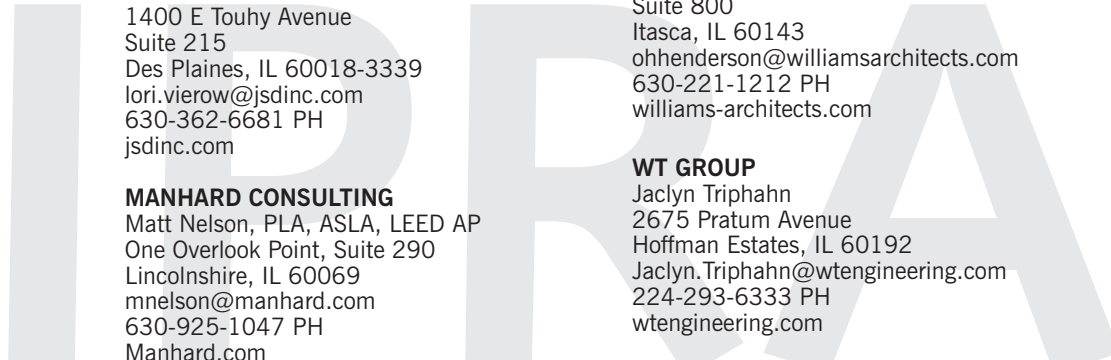 1400 E Touhy Avenue
Suite 215
Des Plaines, IL 60018-3339
lori.vierow@jsdinc.com
630-362-6681 PH
jsdinc.com
MANHARD CONSULTING
Matt Nelson, PLA, ASLA, LEED AP
One Overlook Point, Suite 290
Lincolnshire, IL 60069
mnelson@manhard.com
630-925-1047 PH
Manhard.com
Suite 800
Itasca, IL 60143
ohhenderson@williamsarchitects.com
630-221-1212 PH
williams-architects.com
WT GROUP
Jaclyn Triphahn
2675 Pratum Avenue
Hoffman Estates, IL 60192
Jaclyn.Triphahn@wtengineering.com
224-293-6333 PH
wtengineering.com
IPRA